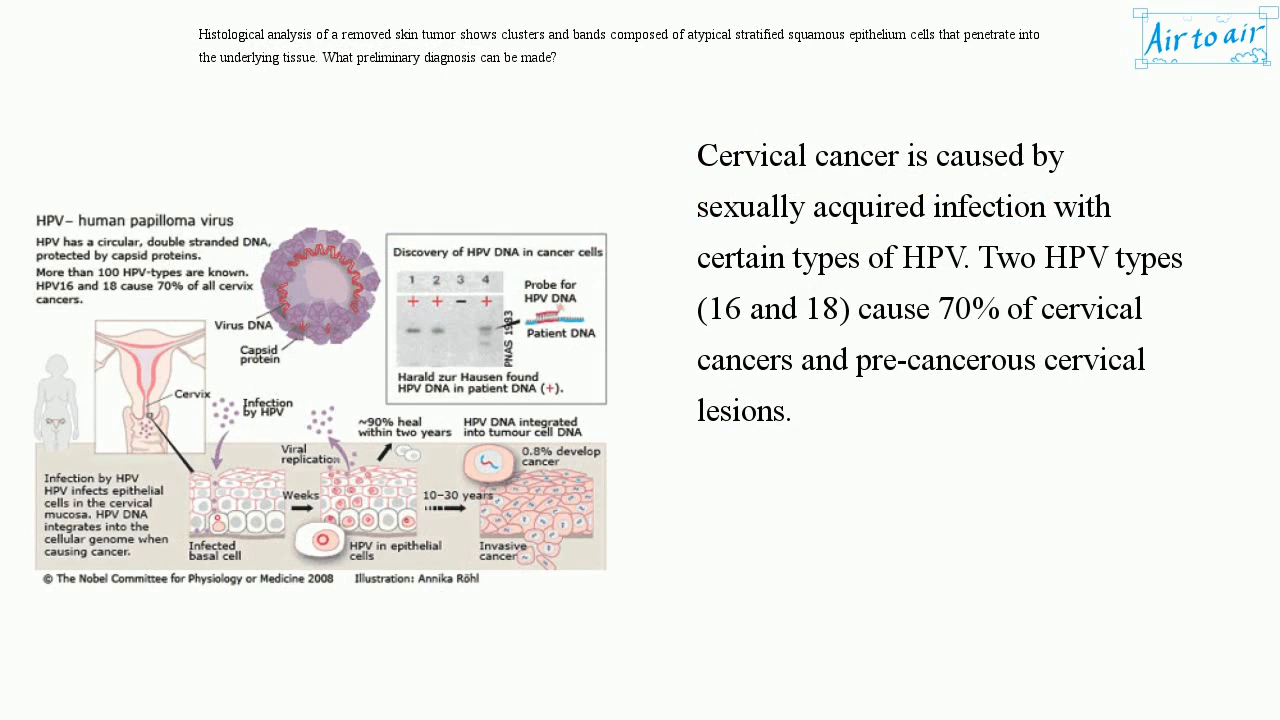 Histological analysis of a removed skin tumor shows clusters and bands composed of atypical stratified squamous epithelium cells that penetrate into
the underlying tissue. What preliminary diagnosis can be made?
Air to air
Cervical cancer is caused by
sexually acquired infection with
certain types of HPV. Two HPV types
(16 and 18) cause 70% of cervical
cancers and pre-cancerous cervical
lesions.
HPV– human papilloma virus
HPV has a circular, double stranded DNA,
protected by capsid proteins.
More than 100 HPV-types are known.
HPV16 and 18 cause 70% of all cervix
cancers.
Virus DNA
Capsid
protein
Discovery of HPV DNA in cancer cells
1 2 3 4
+ + – +
Probe for
HPV DNA
Patient DNA
PNAS 1983
Harald zur Hausen found
HPV DNA in patient DNA (+).
Cervix
Infection
by HPV
Viral
replication
~90% heal
within two years
HPV DNA integrated
into tumour cell DNA
0.8% develop
cancer
Infection by HPV
HPV infects epithelial
cells in the cervical
mucosa. HPV DNA
integrates into the
cellular genome when
causing cancer.
Weeks
10–30 years
Infected
basal cell
HPV in epithelial
cells
Invasive
cancer
© The Nobel Committee for Physiology or Medicine 2008 Illustration: Annika Röhl